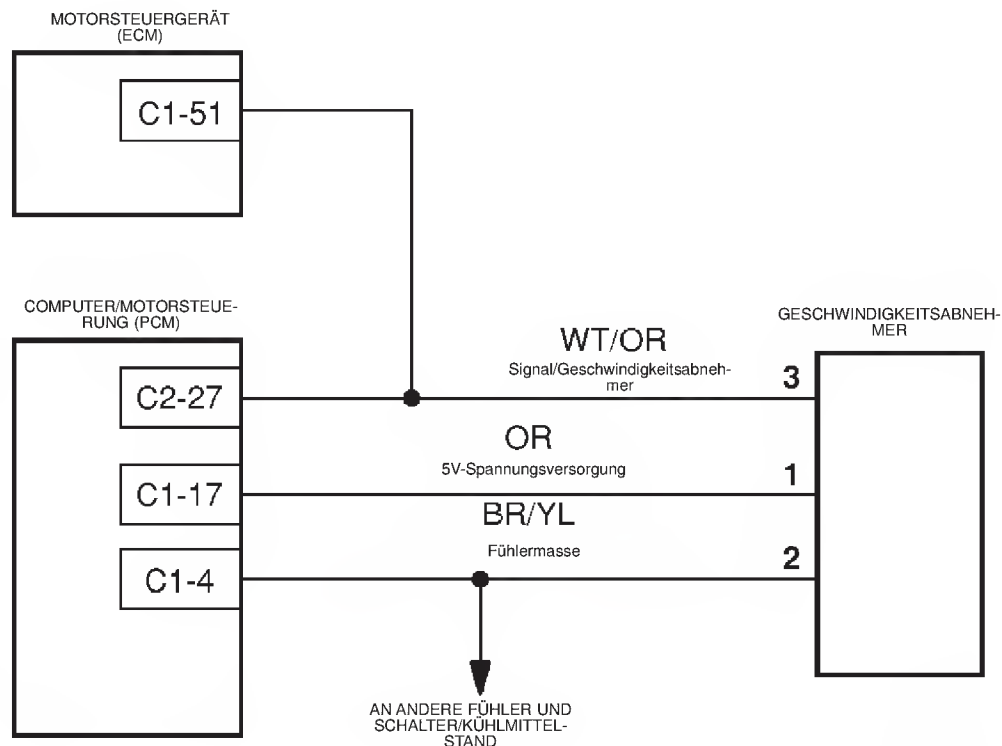 MOTORSTEUERGERÄT
(ECM)
C1-51
COMPUTER/MOTORSTEUE-
RUNG (PCM)
GESCHWINDIGKEITSABNEH-
MER
WT/OR
Signal/Geschwindigkeitsabneh-
mer
3
C2-27
OR
5V-Spannungsversorgung
1
C1-17
BR/YL
Fühlermasse
2
C1-4
AN ANDERE FÜHLER UND
SCHALTER/KÜHLMITTEL-
STAND